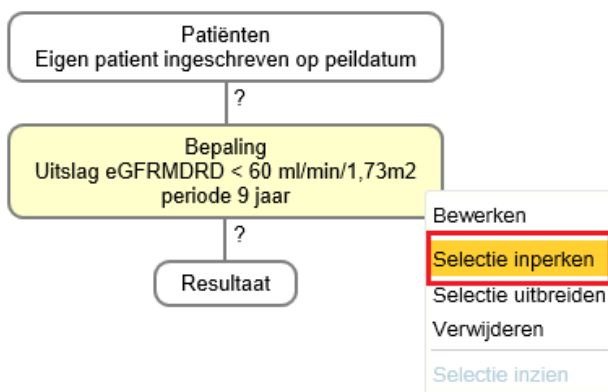 Patiënten
Eigen patient ingeschreven op peildatum
?
Bepaling
Uitslag eGFRMDRD < 60 ml/min/1,73m2
periode 9 jaar
?
Resultaat
Bewerken
Selectie inperken
Selectie uitbreiden
Verwijderen
Selectie inzien